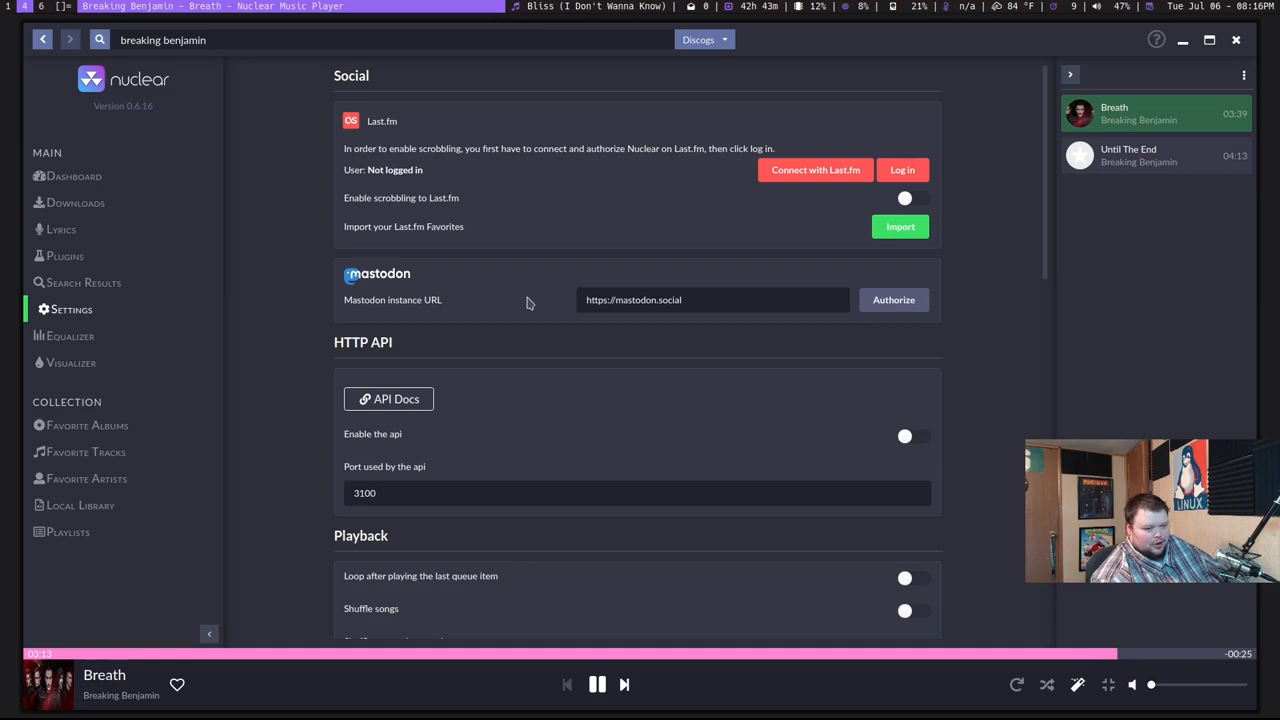 1 4 6 []= Breaking Benjamin - Breath - Nuclear Music Player Bliss (I Don't Wanna Know) 0 42h 43m 12% 8% 21% n/a 84 °F 9 47% Tue Jul 06 - 08:16PM
breaking benjamin
Discogs
nuclear
Version 0.6.16
MAIN
DASHBOARD
DOWNLOADS
LYRICS
PLUGINS
SEARCH RESULTS
SETTINGS
EQUALIZER
VISUALIZER
COLLECTION
FAVORITE ALBUMS
FAVORITE TRACKS
FAVORITE ARTISTS
LOCAL LIBRARY
PLAYLISTS
Social
Last.fm
In order to enable scrobbling, you first have to connect and authorize Nuclear on Last.fm, then click log in.
User: Not logged in
Connect with Last.fm
Log in
Enable scrobbling to Last.fm
Import your Last.fm Favorites
Import
mastodon
Mastodon instance URL
https://mastodon.social
Authorize
HTTP API
API Docs
Enable the api
Port used by the api
3100
Playback
Loop after playing the last queue item
Shuffle songs
Breath
Breaking Benjamin
03:39
Until The End
Breaking Benjamin
04:13
LINUX
03:13
-00:25
Breath
Breaking Benjamin